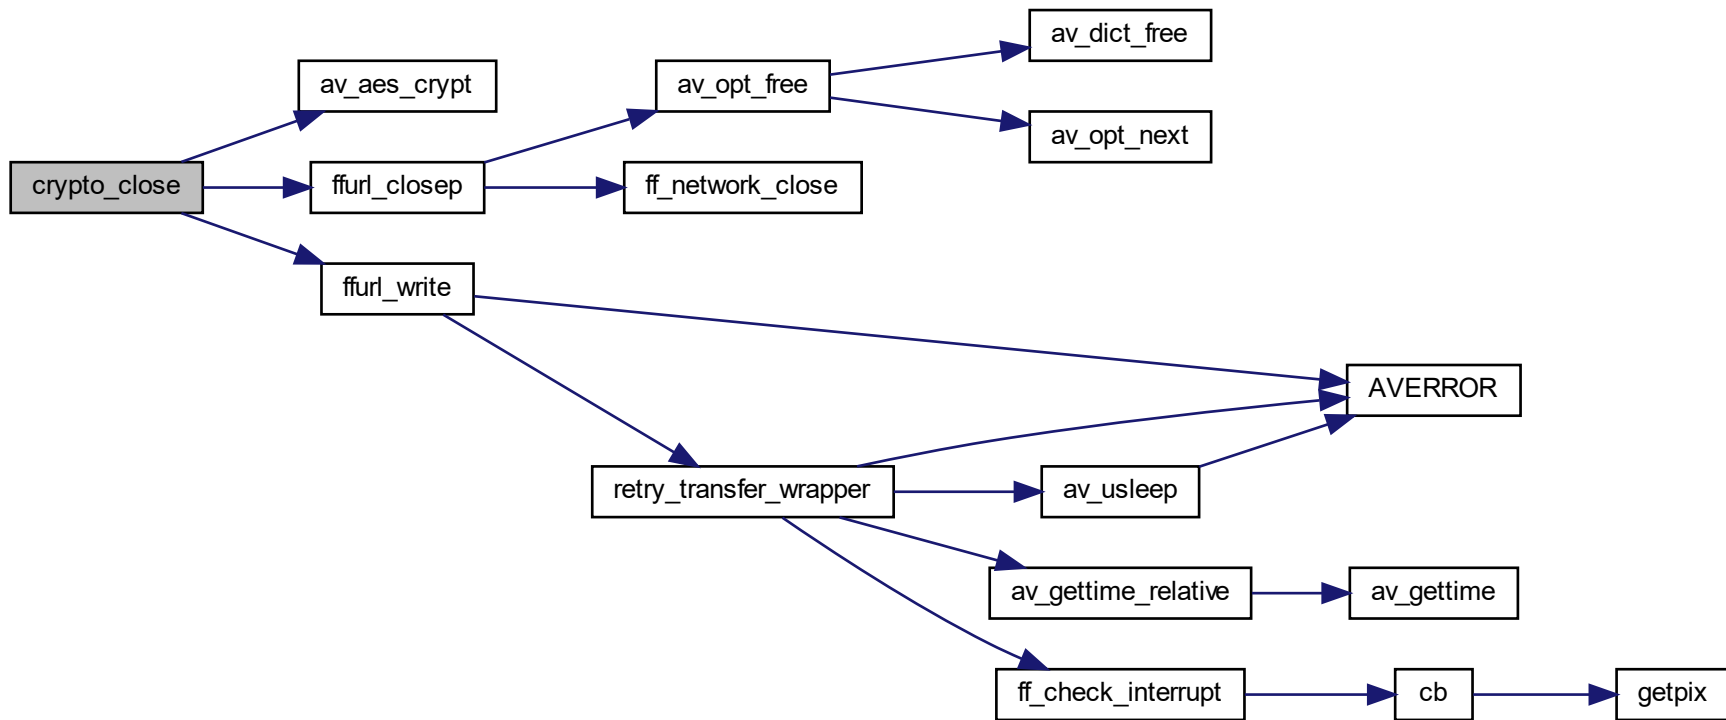 av_dict_free
av_aes_crypt
av_opt_free
av_opt_next
crypto_close
ffurl_closep
ff_network_close
ffurl_write
AVERROR
retry_transfer_wrapper
av_usleep
av_gettime_relative
av_gettime
ff_check_interrupt
cb
getpix